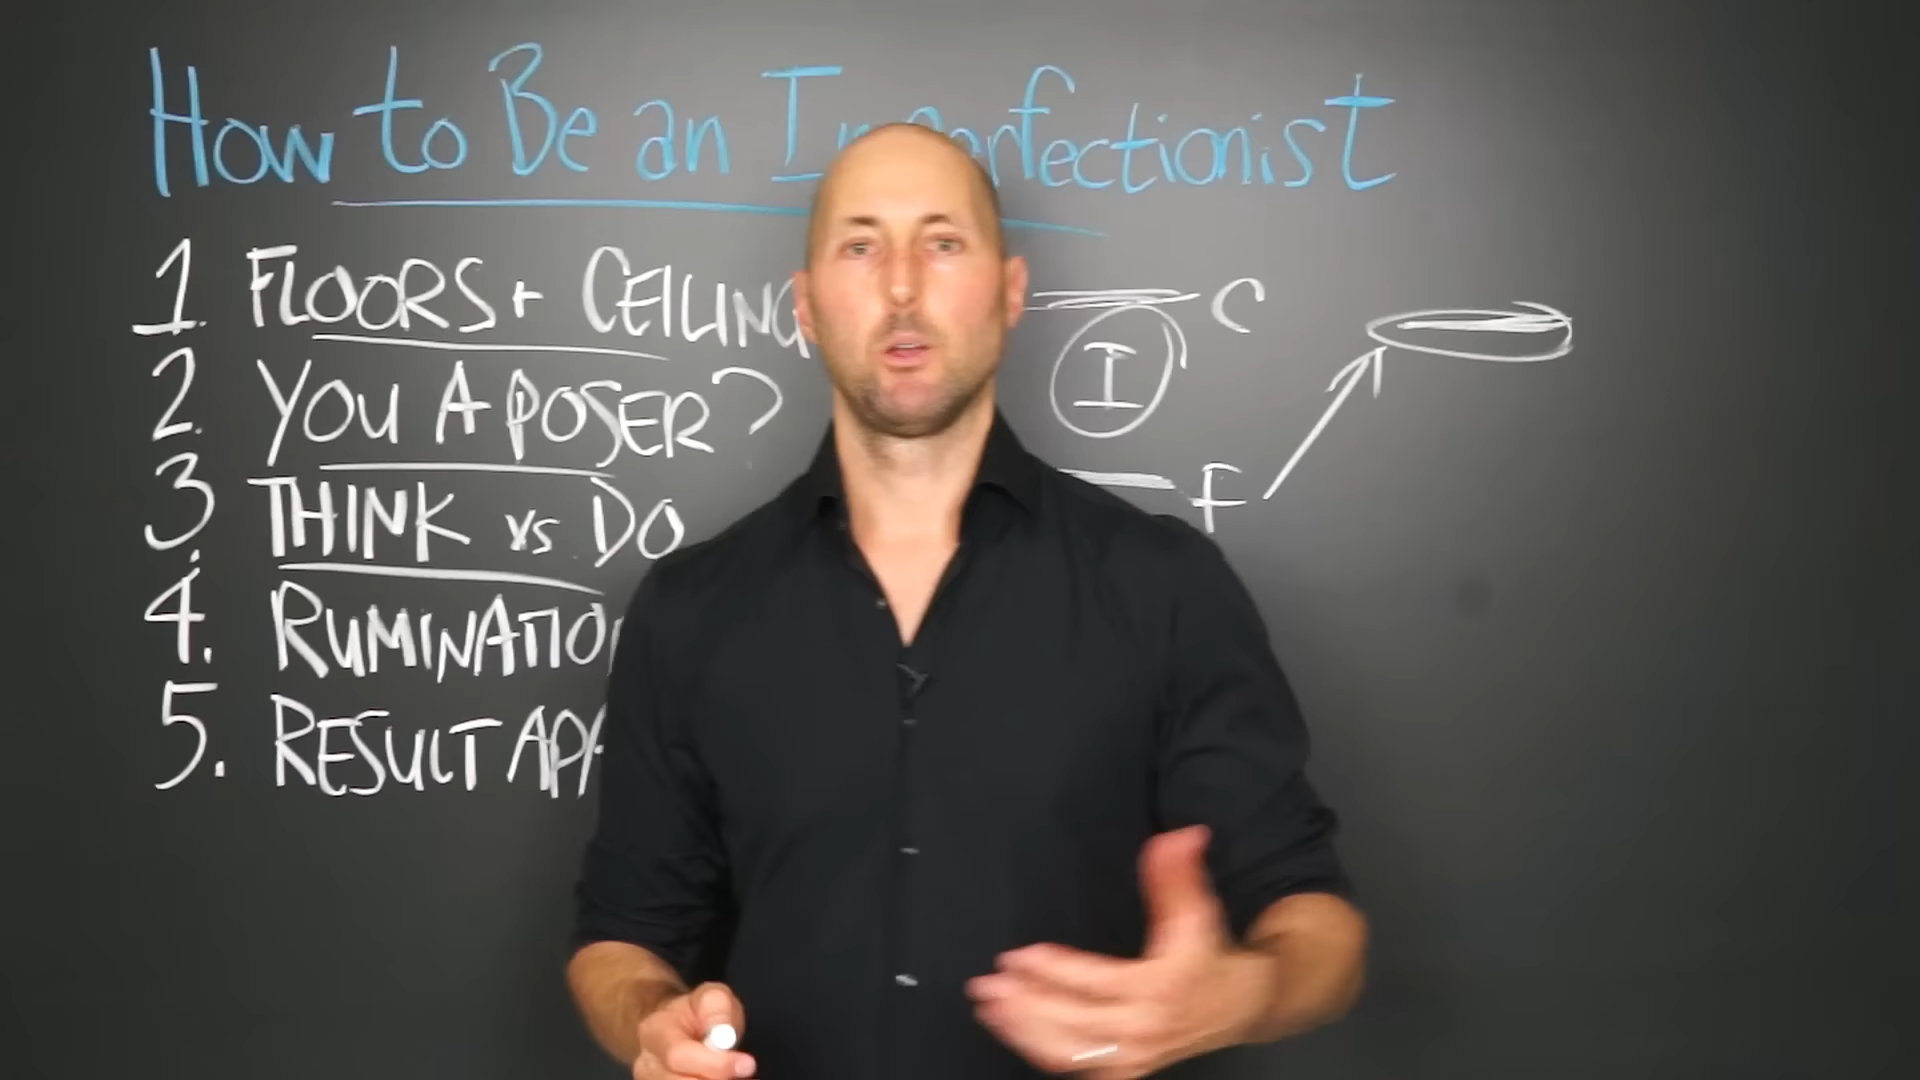 How to Be an I rfectionist
1. FLOORS + CEILING
2. YOU A POSER?
3. THINK vs. DO
4. RUMINATIO
5. RESULT AP
C
I
F